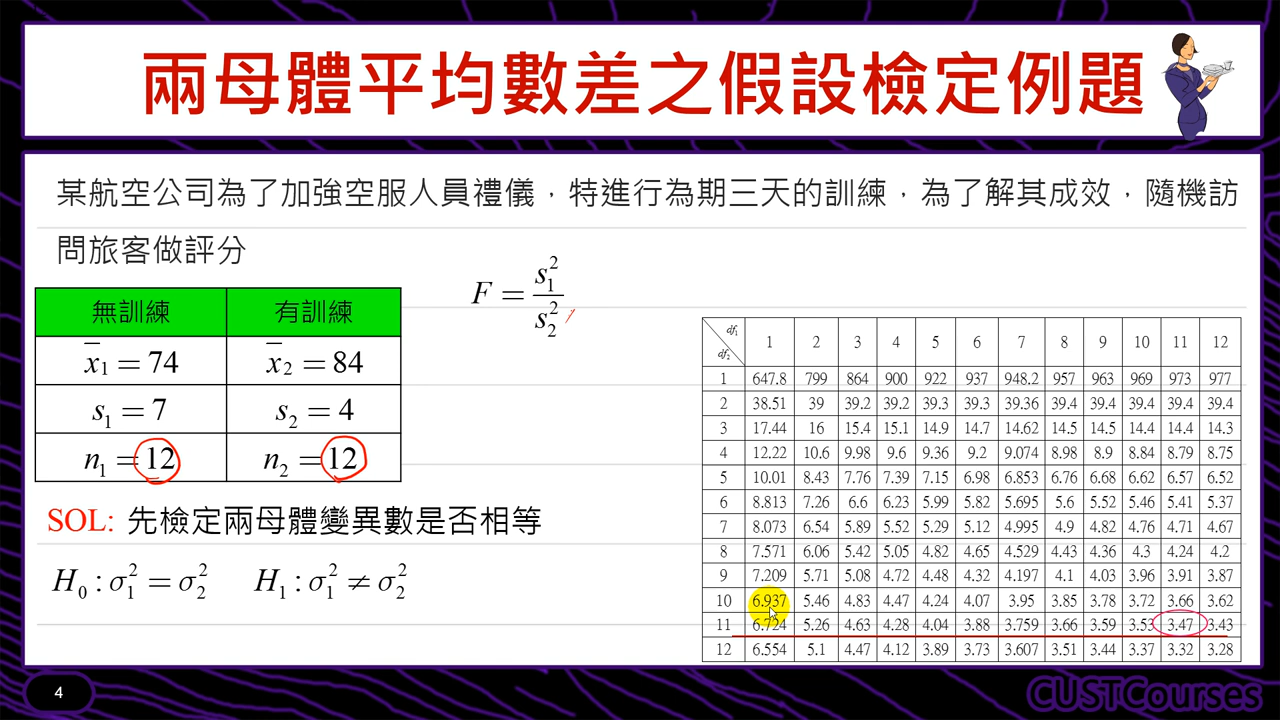 兩母體平均數差之假設檢定例題
某航空公司為了加強空服人員禮儀，特進行為期三天的訓練，為了解其成效，隨機訪
問旅客做評分
無訓練 有訓練
x̄₁ = 74 x̄₂ = 84
s₁ = 7 s₂ = 4
n₁ = 12 n₂ = 12
F = s₁² / s₂²
SOL: 先檢定兩母體變異數是否相等
H₀ : σ₁² = σ₂² H₁ : σ₁² ≠ σ₂²
df₁ 1 2 3 4 5 6 7 8 9 10 11 12
df₂
1 647.8 799 864 900 922 937 948.2 957 963 969 973 977
2 38.51 39 39.2 39.2 39.3 39.3 39.36 39.4 39.4 39.4 39.4 39.4
3 17.44 16 15.4 15.1 14.9 14.7 14.62 14.5 14.5 14.4 14.4 14.3
4 12.22 10.6 9.98 9.6 9.36 9.2 9.074 8.98 8.9 8.84 8.79 8.75
5 10.01 8.43 7.76 7.39 7.15 6.98 6.853 6.76 6.68 6.62 6.57 6.52
6 8.813 7.26 6.6 6.23 5.99 5.82 5.695 5.6 5.52 5.46 5.41 5.37
7 8.073 6.54 5.89 5.52 5.29 5.12 4.995 4.9 4.82 4.76 4.71 4.67
8 7.571 6.06 5.42 5.05 4.82 4.65 4.529 4.43 4.36 4.3 4.24 4.2
9 7.209 5.71 5.08 4.72 4.48 4.32 4.197 4.1 4.03 3.96 3.91 3.87
10 6.937 5.46 4.83 4.47 4.24 4.07 3.95 3.85 3.78 3.72 3.66 3.62
11 6.724 5.26 4.63 4.28 4.04 3.88 3.759 3.66 3.59 3.53 3.47 3.43
12 6.554 5.1 4.47 4.12 3.89 3.73 3.607 3.51 3.44 3.37 3.32 3.28
4
CUSTCourses